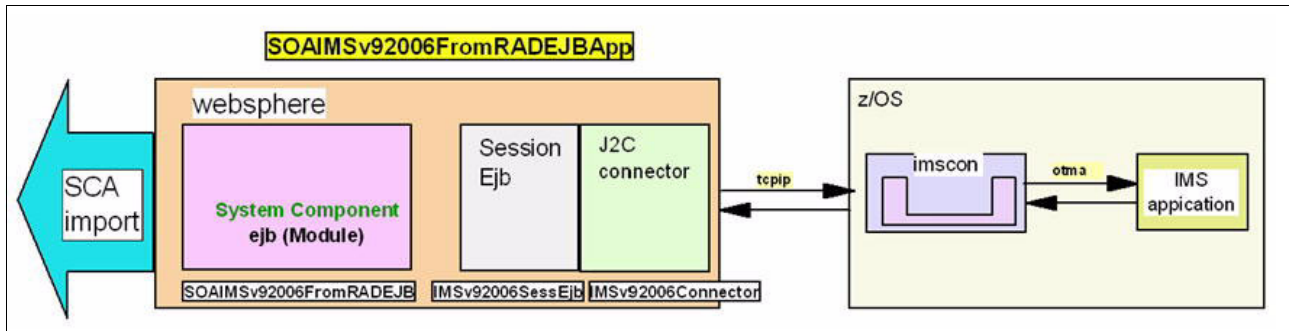 SOAIMSv92006FromRADEJBApp
websphere
z/OS
SCA
import
System Component
ejb (Module)
Session
Ejb
J2C
connector
tcpip
imscon
otma
IMS
appication
SOAIMSv92006FromRADEJB
IMSv92006SessEjb
IMSv92006Connector